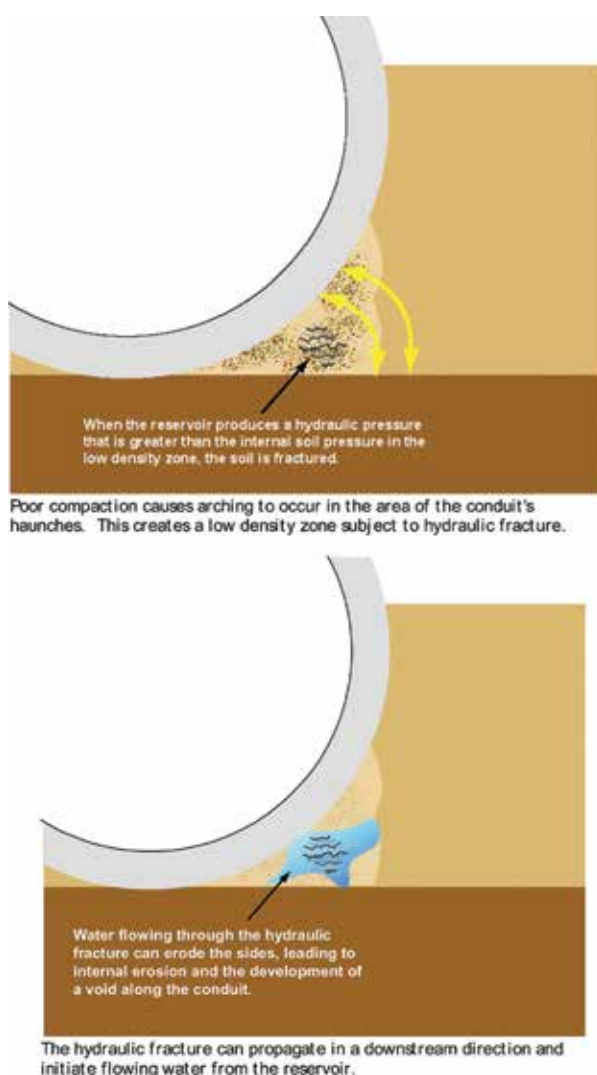 When the reservoir produces a hydraulic pressure
that is greater than the internal soil pressure in the
low density zone, the soil is fractured.
Poor compaction causes arching to occur in the area of the conduit's
haunches. This creates a low density zone subject to hydraulic fracture.
Water flowing through the hydraulic
fracture can erode the sides, leading to
internal erosion and the development of
a void along the conduit.
The hydraulic fracture can propagate in a downstream direction and
initiate flowing water from the reservoir.